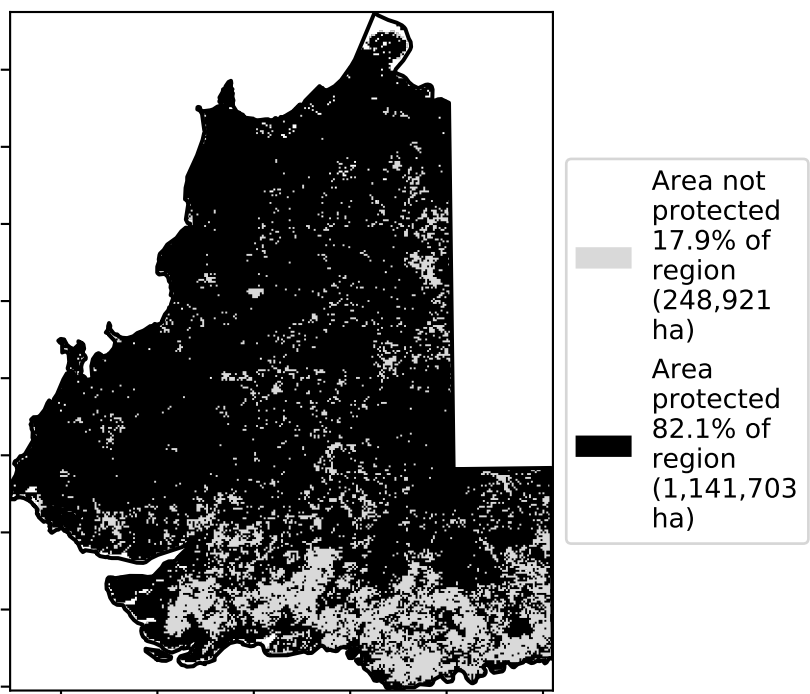 Area not
protected
17.9% of
region
(248,921
ha)
Area
protected
82.1% of
region
(1,141,703
ha)